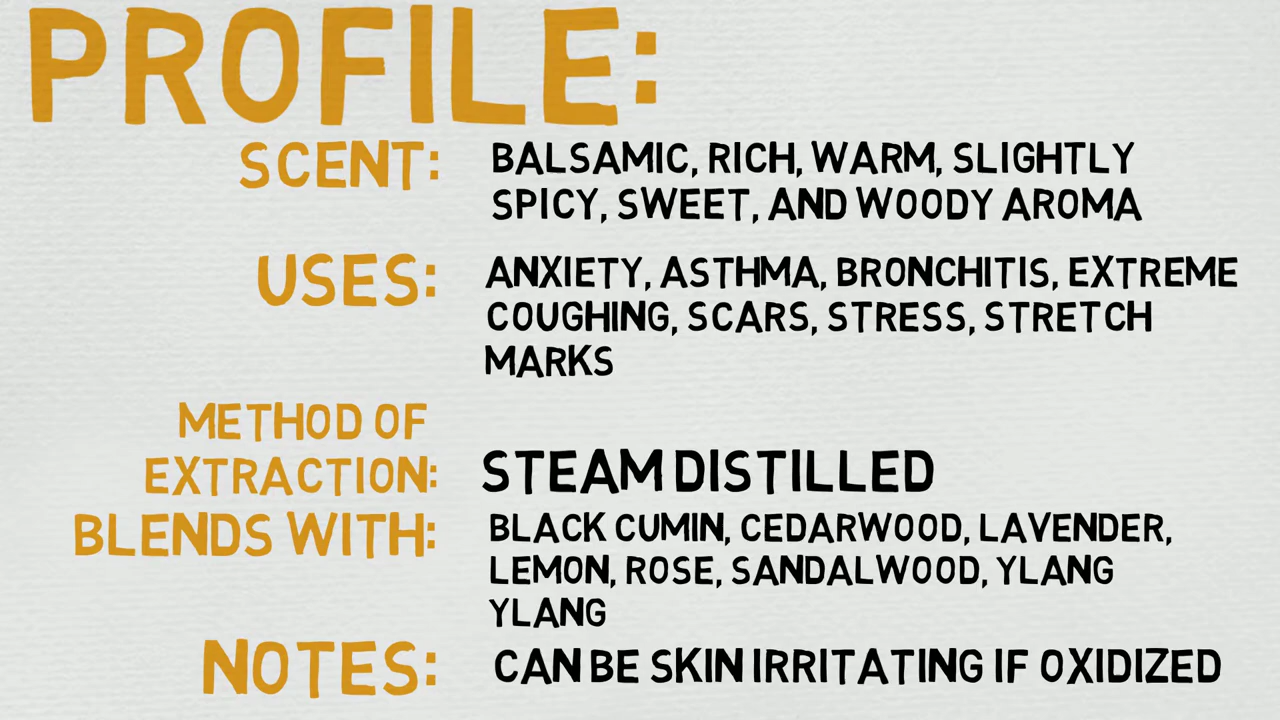 PROFILE:
SCENT: BALSAMIC, RICH, WARM, SLIGHTLY
SPICY, SWEET, AND WOODY AROMA
USES: ANXIETY, ASTHMA, BRONCHITIS, EXTREME
COUGHING, SCARS, STRESS, STRETCH
MARKS
METHOD OF
EXTRACTION: STEAM DISTILLED
BLENDS WITH: BLACK CUMIN, CEDARWOOD, LAVENDER,
LEMON, ROSE, SANDALWOOD, YLANG
YLANG
NOTES: CAN BE SKIN IRRITATING IF OXIDIZED